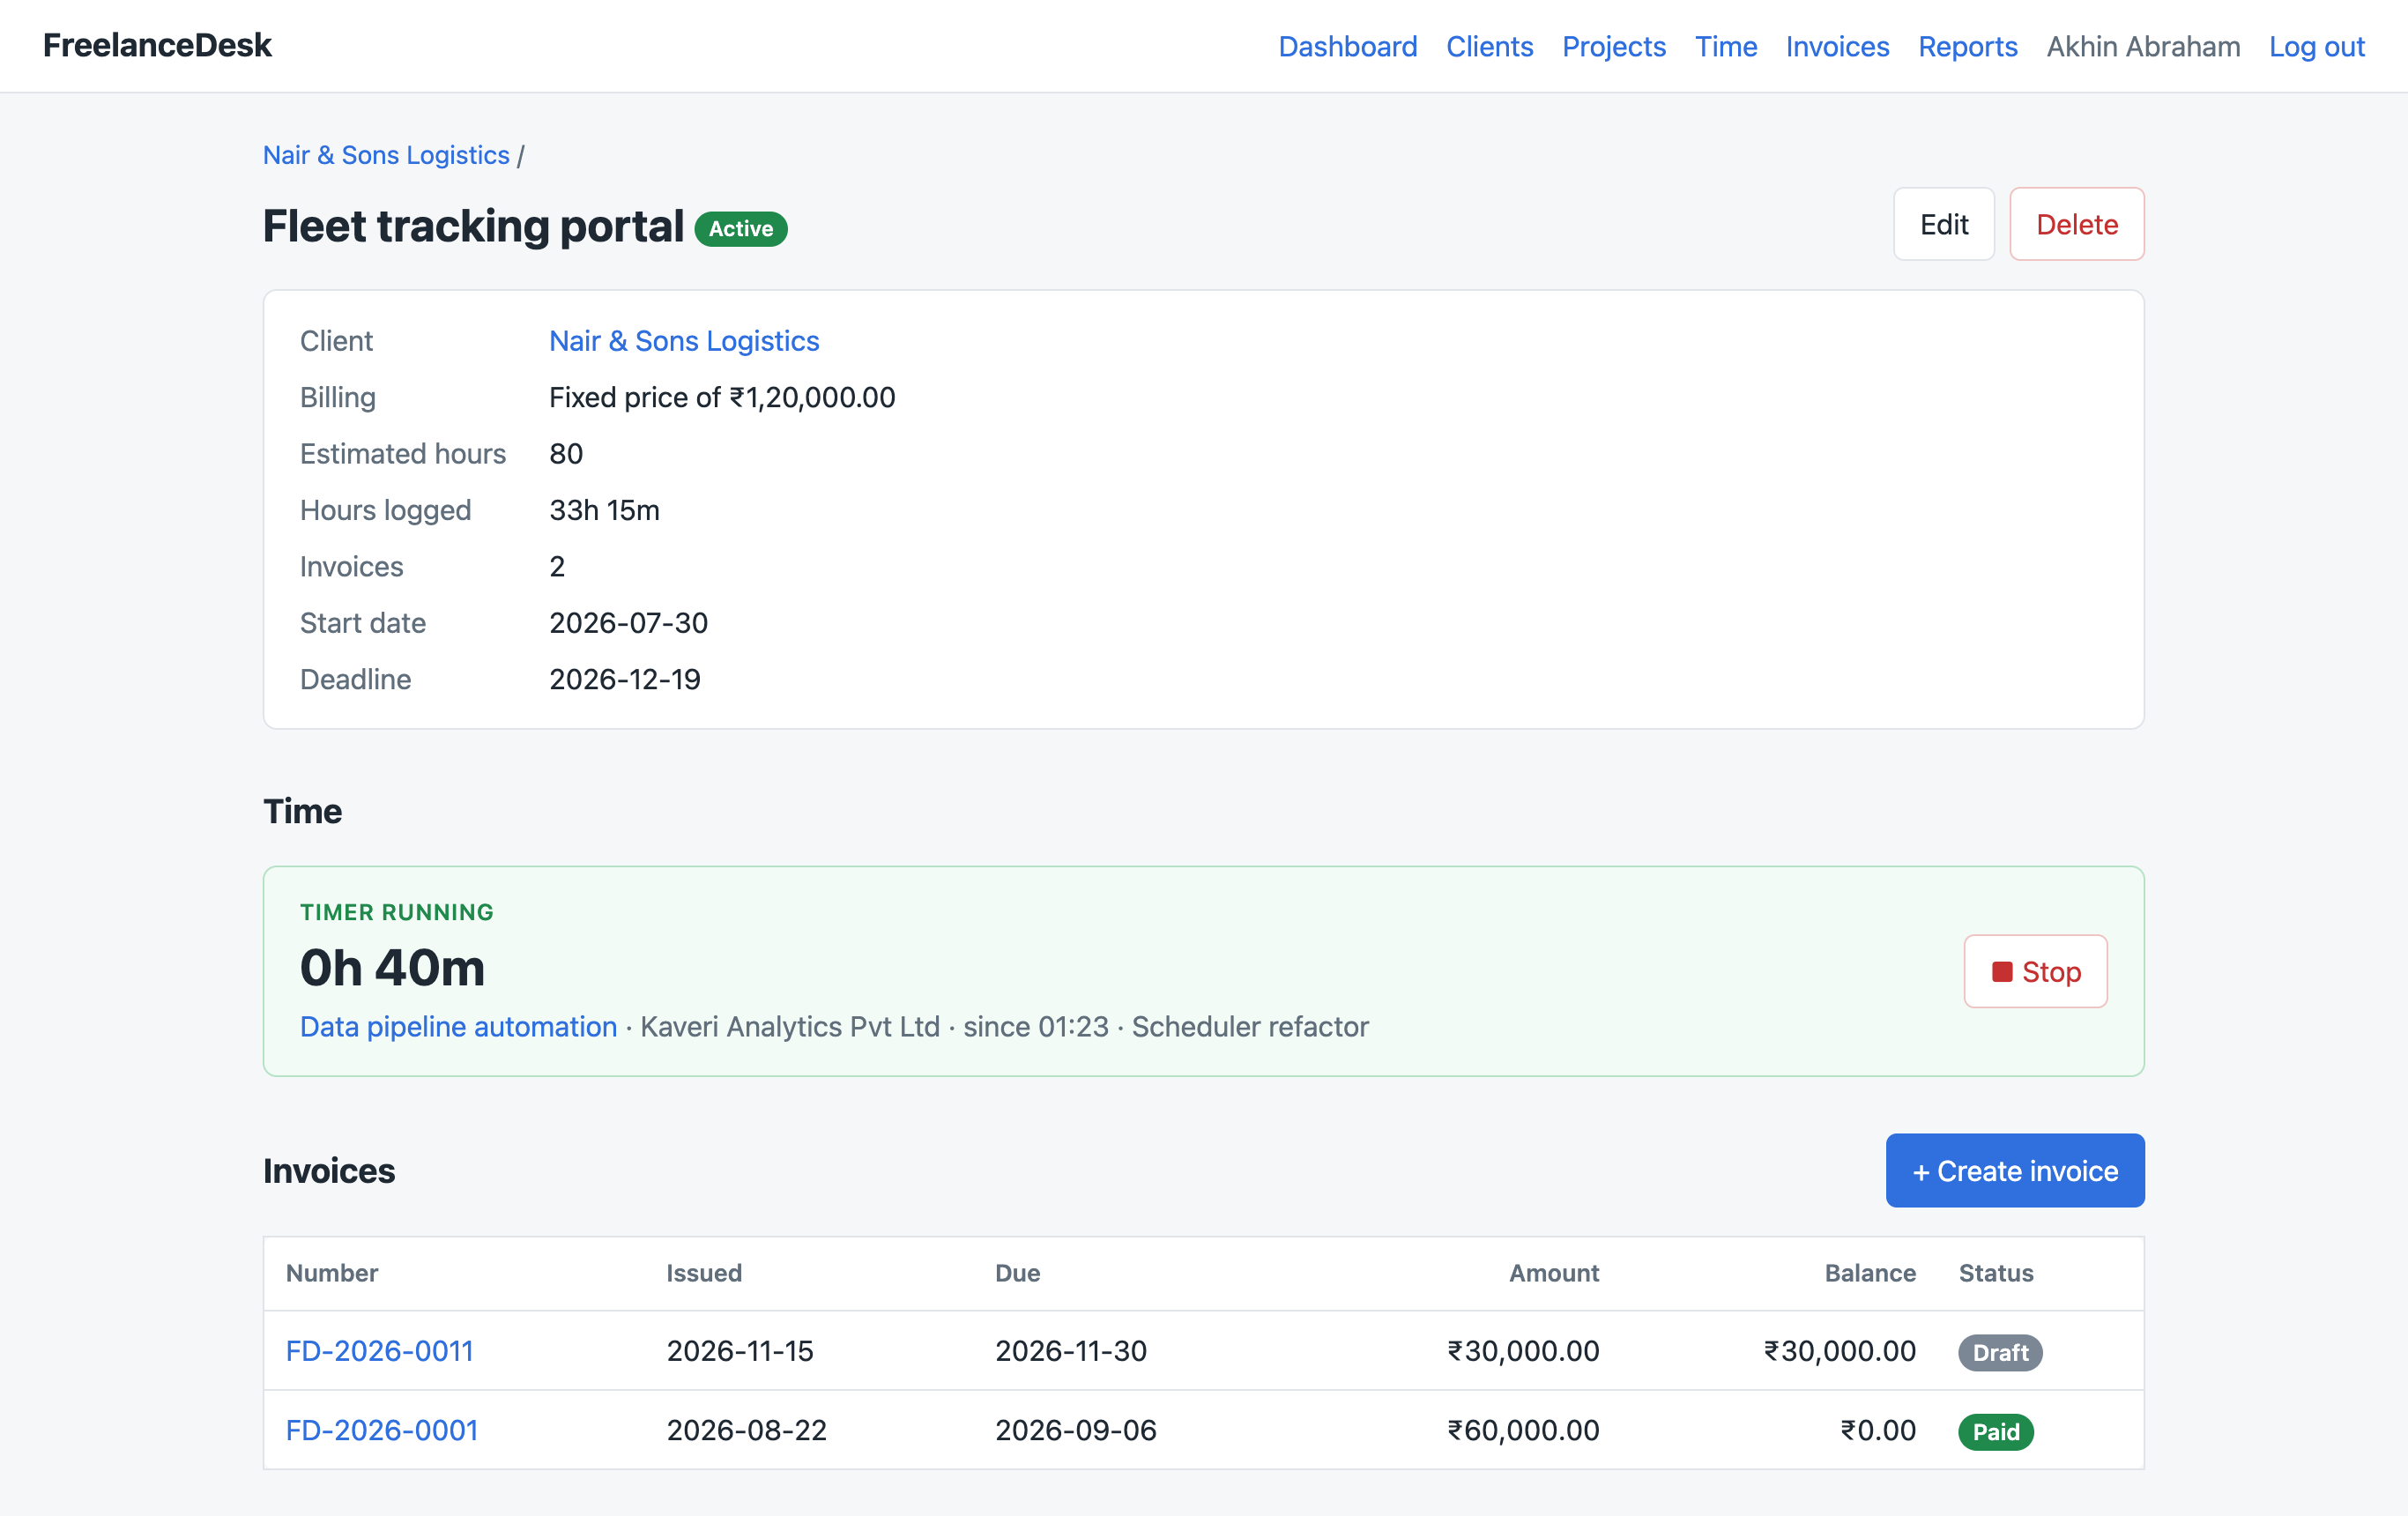 FreelanceDesk Dashboard Clients Projects Time Invoices Reports Akhin Abraham Log out
Nair & Sons Logistics /
Fleet tracking portal Active Edit Delete
Client Nair & Sons Logistics
Billing Fixed price of ₹1,20,000.00
Estimated hours 80
Hours logged 33h 15m
Invoices 2
Start date 2026-07-30
Deadline 2026-12-19
Time
TIMER RUNNING
0h 40m
Stop
Data pipeline automation · Kaveri Analytics Pvt Ltd · since 01:23 · Scheduler refactor
Invoices + Create invoice
Number Issued Due Amount Balance Status
FD-2026-0011 2026-11-15 2026-11-30 ₹30,000.00 ₹30,000.00 Draft
FD-2026-0001 2026-08-22 2026-09-06 ₹60,000.00 ₹0.00 Paid